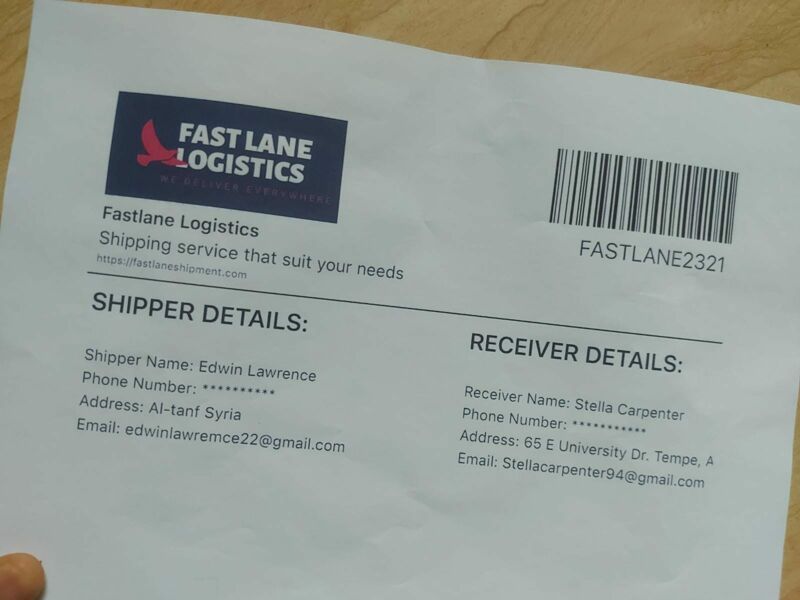 FAST LANE
LOGISTICS
WE DELIVER EVERYWHERE
Fastlane Logistics
Shipping service that suit your needs
https://fastlaneshipment.com
FASTLANE2321
SHIPPER DETAILS:
Shipper Name: Edwin Lawrence
Phone Number: **********
Address: Al-tanf Syria
Email: edwinlawremce22@gmail.com
RECEIVER DETAILS:
Receiver Name: Stella Carpenter
Phone Number: ***********
Address: 65 E University Dr. Tempe, A
Email: Stellacarpenter94@gmail.com